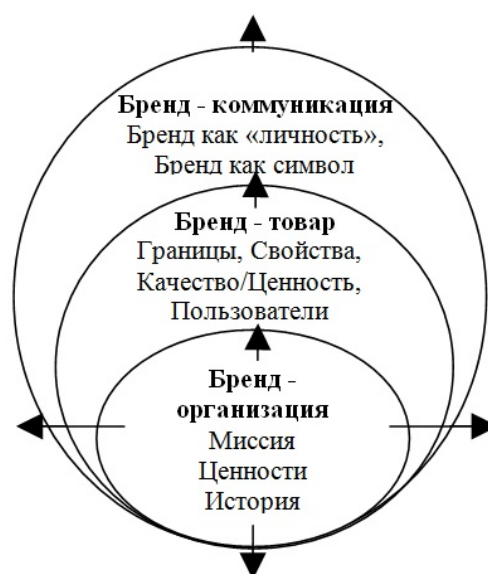 Бренд - коммуникация
Бренд как «личность»,
Бренд как символ
Бренд - товар
Границы, Свойства,
Качество/Ценность,
Пользователи
Бренд -
организация
Миссия
Ценности
История